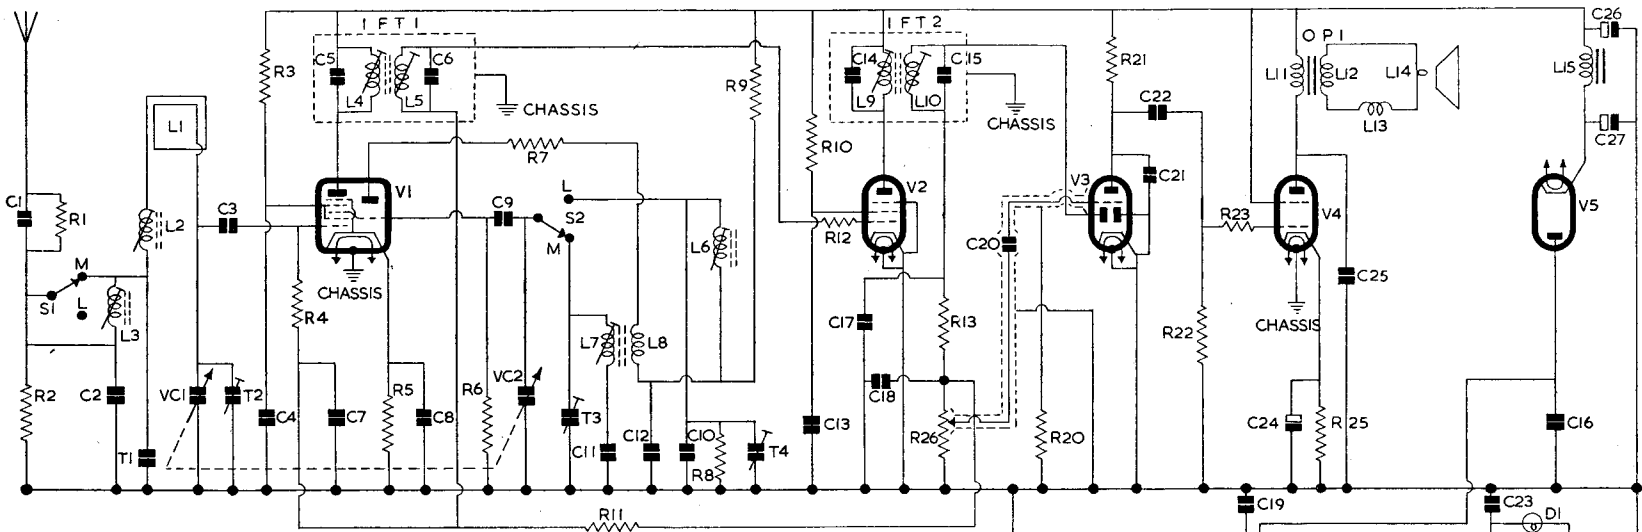 IFT1
IFT2
C26
OP1
R3
C5
L4
L5
C6
CHASSIS
R9
C14
L9
L10
C15
CHASSIS
R21
C22
L11
L12
L14
L13
L15
C27
L1
R7
R10
C1
R1
L2
C3
V1
C9
L
S2
M
L6
R12
V2
C20
V3
C21
R23
V4
V5
M
S1
L
L3
CHASSIS
R4
L7
L8
C17
R13
R22
CHASSIS
C25
R2
C2
VC1
T2
C4
C7
R5
C8
R6
VC2
T3
C11
C12
C10
R8
T4
C13
C18
R26
R20
C24
R25
C16
T1
R11
C19
C23
D1